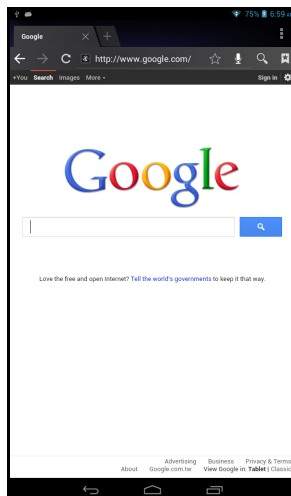 75% 6:59 AM
Google
http://www.google.com/
+You Search Images More Sign in
Google
Love the free and open Internet? Tell the world's governments to keep it that way.
Advertising Business Privacy & Terms
About Google.com.tw View Google in: Tablet | Classic